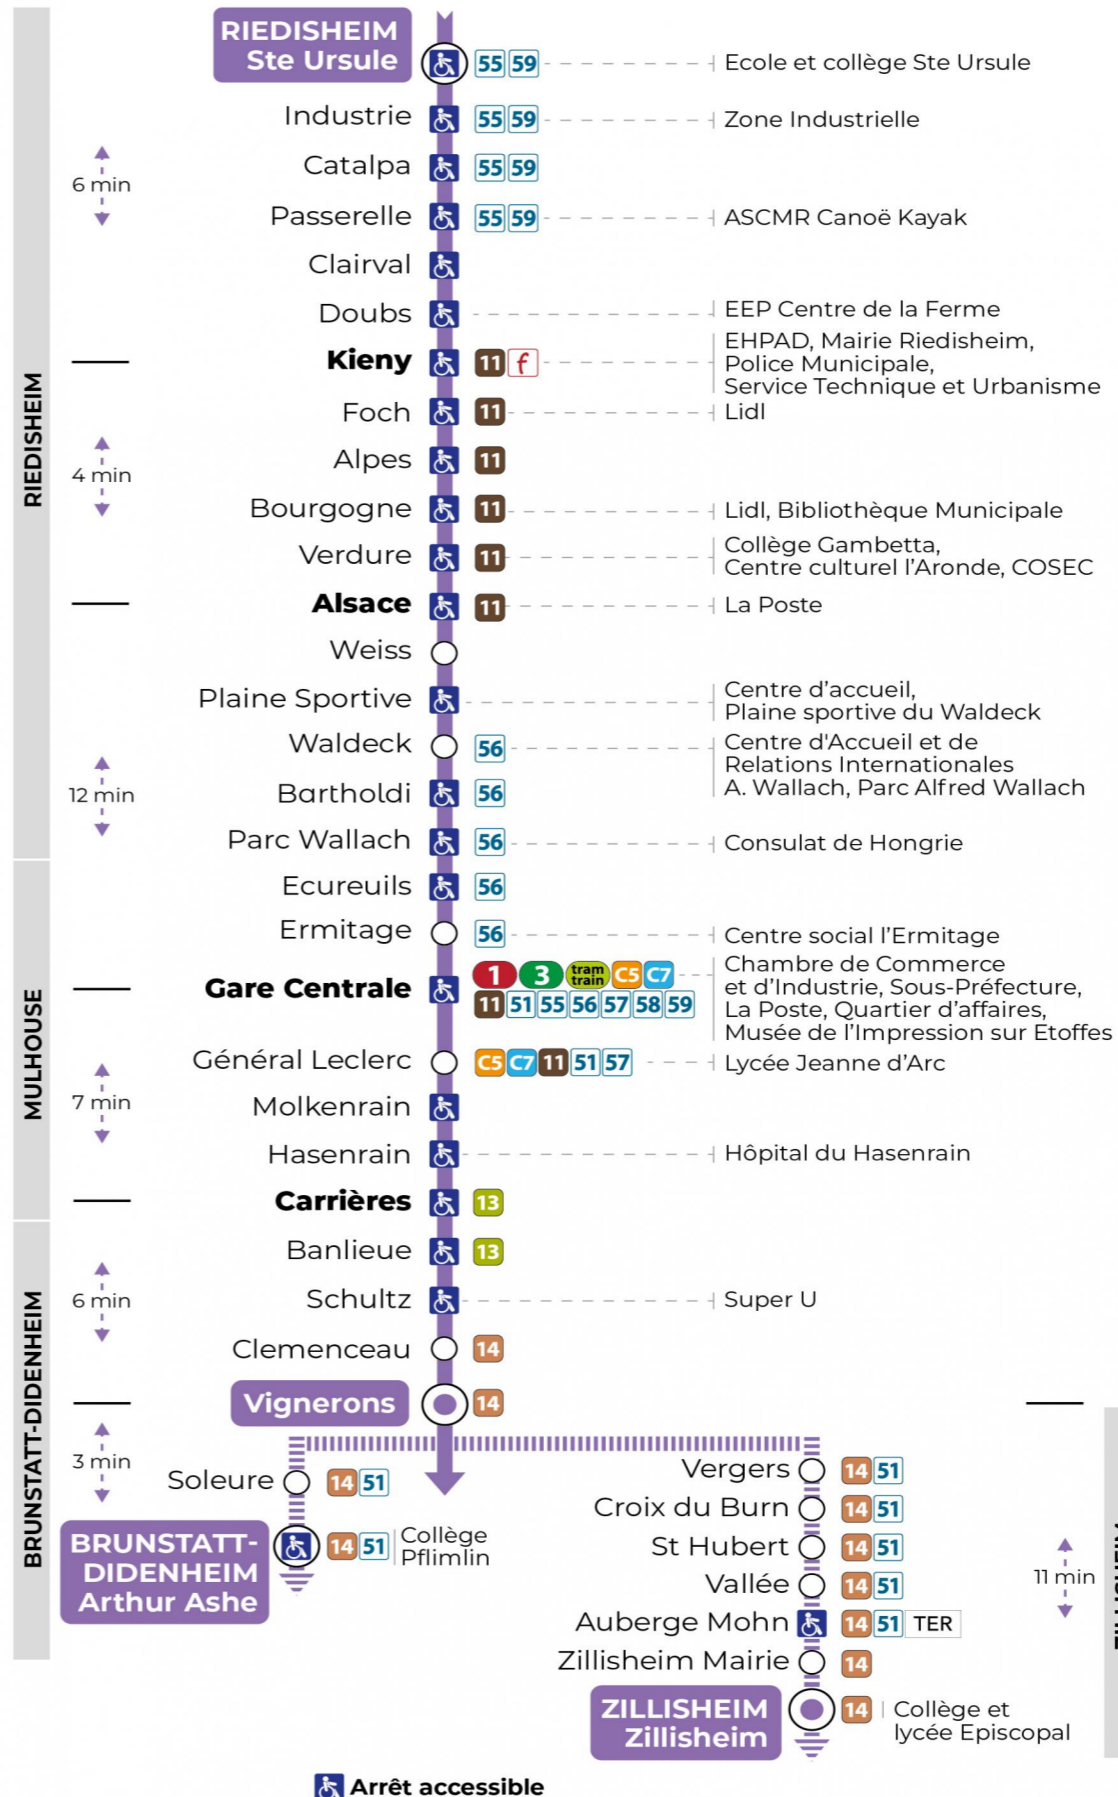 RIEDISHEIM
Ste Ursule
55 59
Ecole et collège Ste Ursule
Industrie
55 59
Zone Industrielle
Catalpa
55 59
6 min
Passerelle
55 59
ASCMR Canoë Kayak
Clairval
Doubs
EEP Centre de la Ferme
Kieny
11 f
EHPAD, Mairie Riedisheim,
Police Municipale,
Service Technique et Urbanisme
Foch
11
Lidl
RIEDISHEIM
Alpes
11
4 min
Bourgogne
11
Lidl, Bibliothèque Municipale
Verdure
11
Collège Gambetta,
Centre culturel l'Aronde, COSEC
Alsace
11
La Poste
Weiss
Plaine Sportive
Centre d'accueil,
Plaine sportive du Waldeck
Waldeck
56
Centre d'Accueil et de
Relations Internationales
A. Wallach, Parc Alfred Wallach
12 min
Bartholdi
56
Parc Wallach
56
Consulat de Hongrie
Ecureuils
56
Ermitage
56
Centre social l'Ermitage
Gare Centrale
1 3 tram train C5 C7
11 51 55 56 57 58 59
Chambre de Commerce
et d'Industrie, Sous-Préfecture,
La Poste, Quartier d'affaires,
Musée de l'Impression sur Etoffes
MULHOUSE
Général Leclerc
C5 C7 11 51 57
Lycée Jeanne d'Arc
7 min
Molkenrain
Hasenrain
Hôpital du Hasenrain
Carrières
13
Banlieue
13
6 min
Schultz
Super U
Clemenceau
14
Vignerons
14
BRUNSTATT-DIDENHEIM
3 min
Soleure
14 51
BRUNSTATT-
DIDENHEIM
Arthur Ashe
14 51
Collège
Pflimlin
Vergers
14 51
Croix du Burn
14 51
St Hubert
14 51
Vallée
14 51
11 min
Auberge Mohn
14 51 TER
Zillisheim Mairie
14
ZILLISHEIM
Zillisheim
14
Collège et
lycée Episcopal
Arrêt accessible